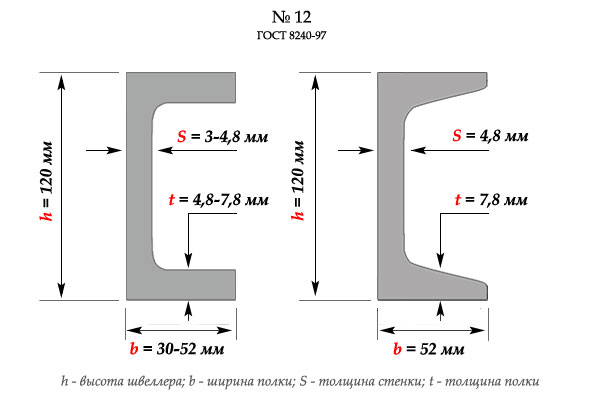 № 12
ГОСТ 8240-97
h = 120 мм
S = 3-4,8 мм
t = 4,8-7,8 мм
b = 30-52 мм
h = 120 мм
S = 4,8 мм
t = 7,8 мм
b = 52 мм
h - высота швеллера; b - ширина полки; S - толщина стенки; t - толщина полки